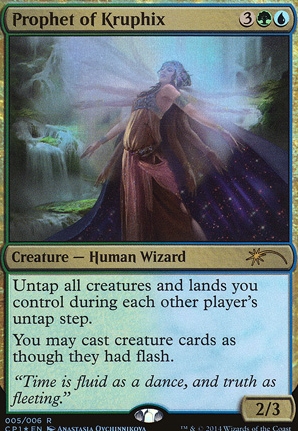 Prophet of Kruphix 3
Creature — Human Wizard
Untap all creatures and lands you
control during each other player's
untap step.
You may cast creature cards as
though they had flash.
"Time is fluid as a dance, and truth as
fleeting."
2/3
005/006 R
CP1★EN ANASTASIA OVCHINNIKOVA
™ & © 2014 Wizards of the Coast